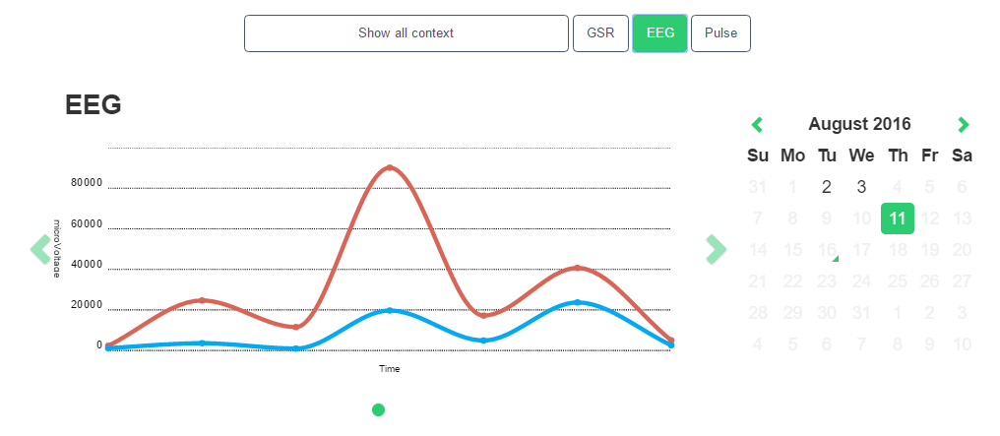 Show all context GSR EEG Pulse
EEG
80000
60000
40000
20000
0
microVoltage
Time
August 2016
Su Mo Tu We Th Fr Sa
31 1 2 3 4 5 6
7 8 9 10 11 12 13
14 15 16 17 18 19 20
21 22 23 24 25 26 27
28 29 30 31 1 2 3
4 5 6 7 8 9 10